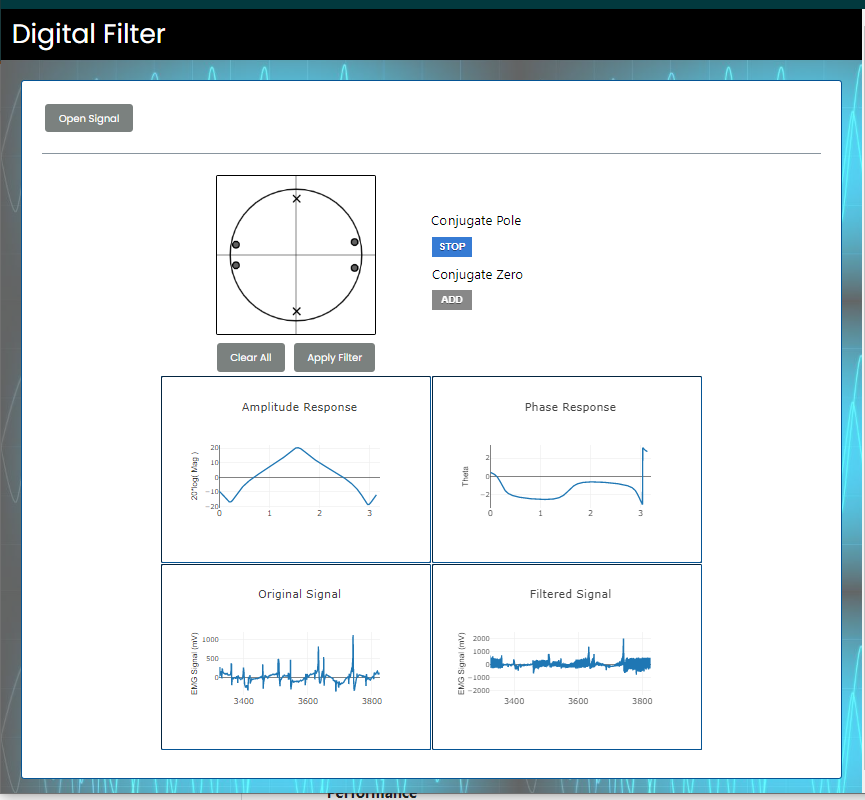 Digital Filter
Open Signal
Conjugate Pole
STOP
Conjugate Zero
ADD
Clear All
Apply Filter
Amplitude Response
20*log( Mag )
20
10
0
−10
−20
0
1
2
3
Phase Response
Theta
2
0
−2
0
1
2
3
Original Signal
EMG Signal (mV)
1000
500
0
3400
3600
3800
Filtered Signal
EMG Signal (mV)
2000
1000
0
−1000
−2000
3400
3600
3800
Performance